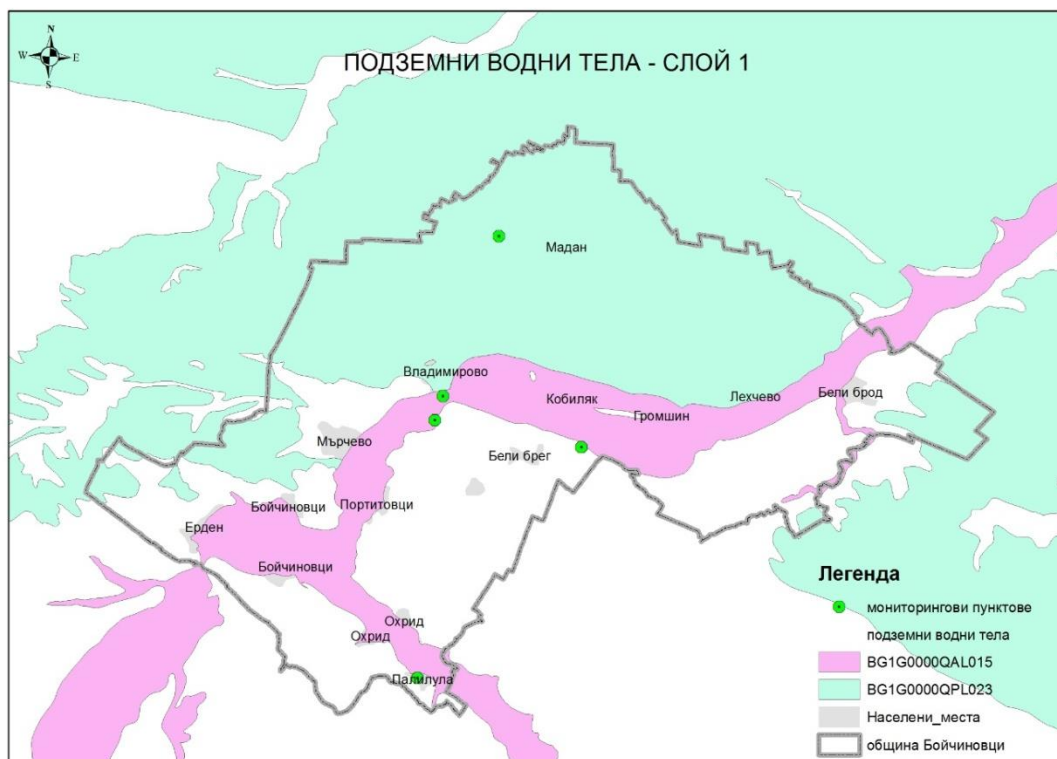 N
W E
S
ПОДЗЕМНИ ВОДНИ ТЕЛА - СЛОЙ 1
Мадан
Владимирово
Кобиляк
Лехчево
Бели брод
Громшин
Мърчево
Бели брег
Бойчиновци
Портитовци
Ерден
Бойчиновци
Охрид
Охрид
Палилула
Легенда
мониторингови пунктове
подземни водни тела
BG1G0000QAL015
BG1G0000QPL023
Населени_места
община Бойчиновци